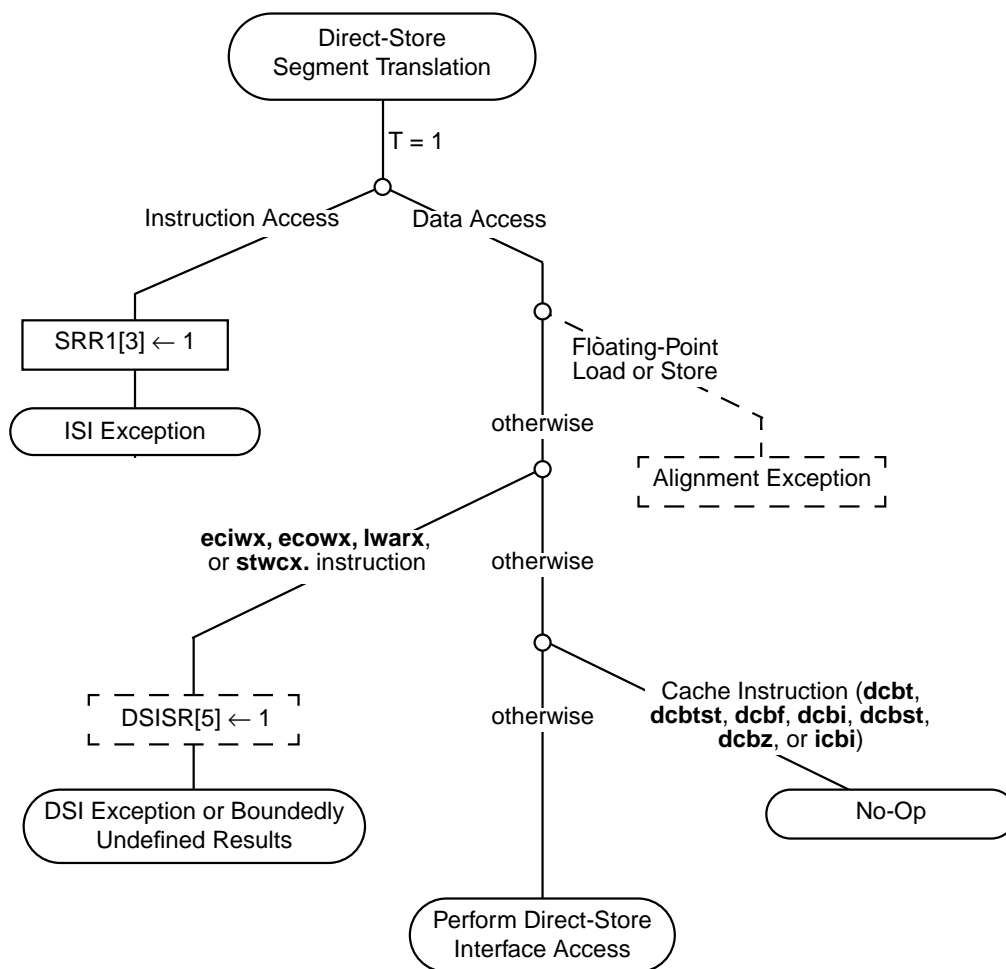 Direct-Store
Segment Translation
T = 1
Instruction Access
Data Access
SRR1[3] ← 1
ISI Exception
Floating-Point
Load or Store
otherwise
Alignment Exception
eciwx, ecowx, lwarx,
or stwcx. instruction
otherwise
DSISR[5] ← 1
otherwise
Cache Instruction (dcbt,
dcbtst, dcbf, dcbi, dcbst,
dcbz, or icbi)
DSI Exception or Boundedly
Undefined Results
No-Op
Perform Direct-Store
Interface Access